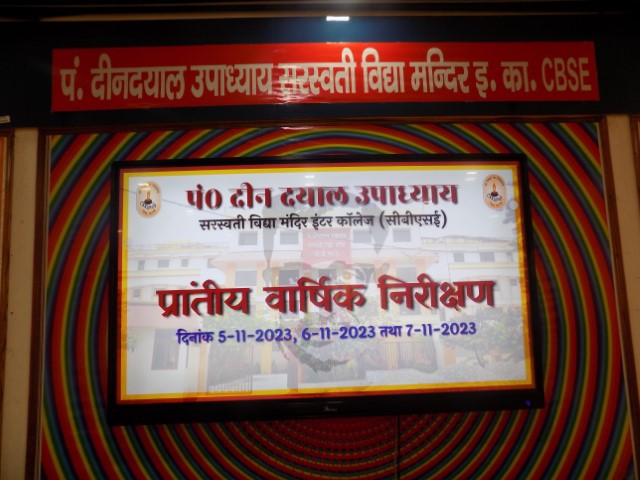 पं. दीनदयाल उपाध्याय सरस्वती विद्या मन्दिर इ. का. CBSE
पं0 दीन दयाल उपाध्याय
सरस्वती विद्या मंदिर इंटर कॉलेज (सीबीएसई)
प्रांतीय वार्षिक निरीक्षण
दिनांक 5-11-2023, 6-11-2023 तथा 7-11-2023